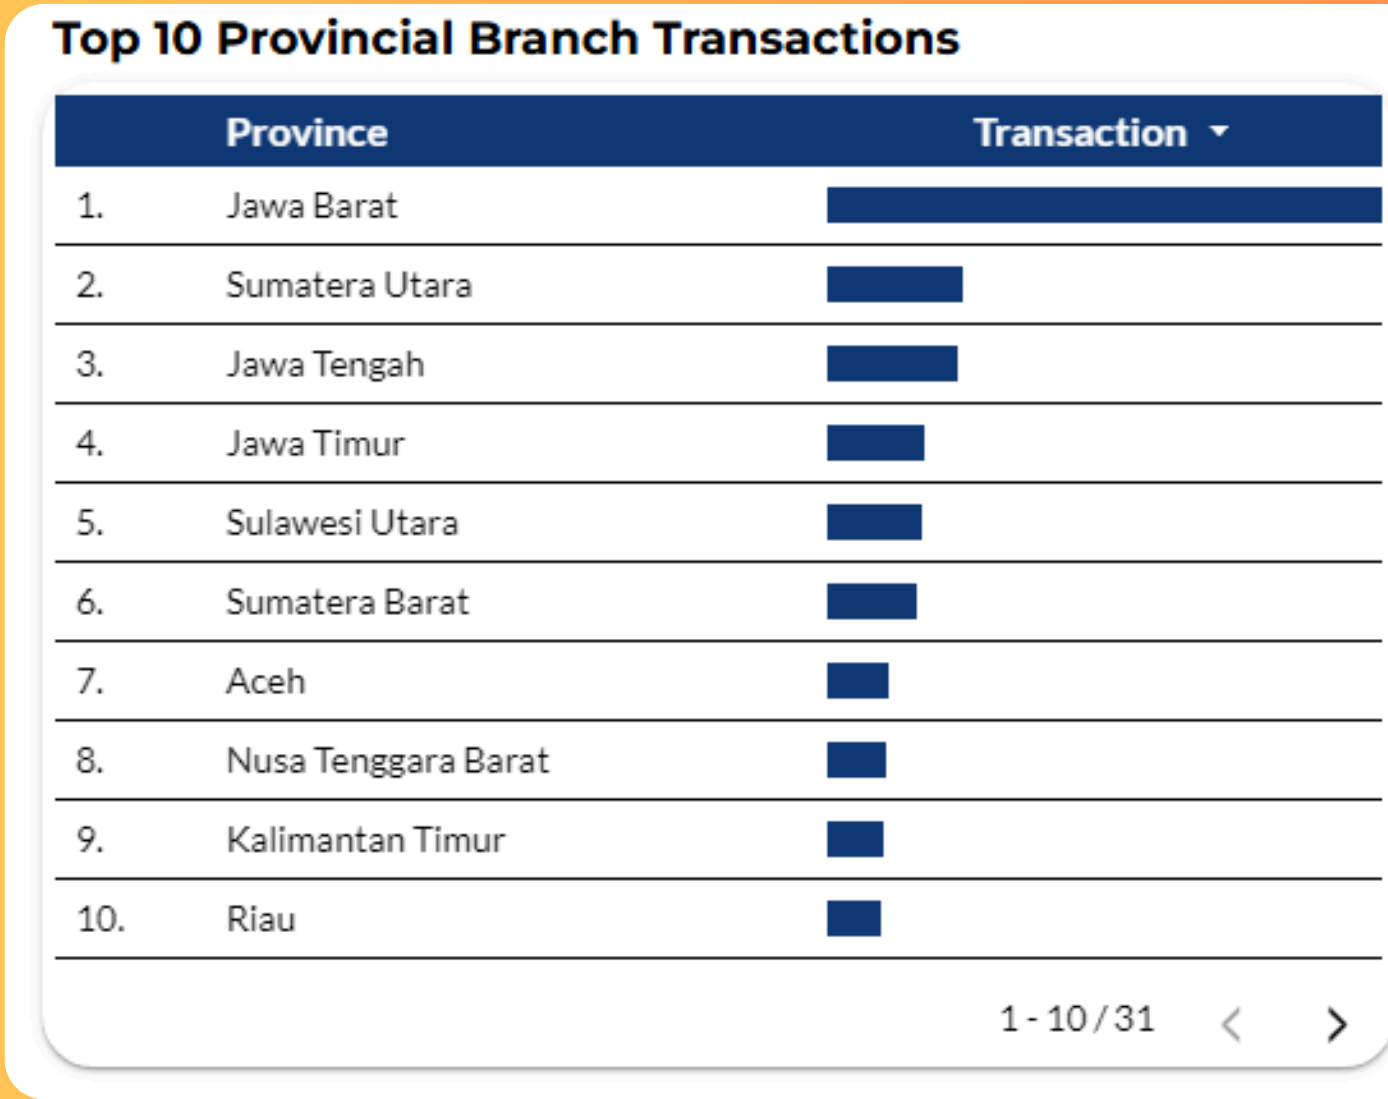 Top 10 Provincial Branch Transactions
Province Transaction
1. Jawa Barat
2. Sumatera Utara
3. Jawa Tengah
4. Jawa Timur
5. Sulawesi Utara
6. Sumatera Barat
7. Aceh
8. Nusa Tenggara Barat
9. Kalimantan Timur
10. Riau
1 - 10 / 31